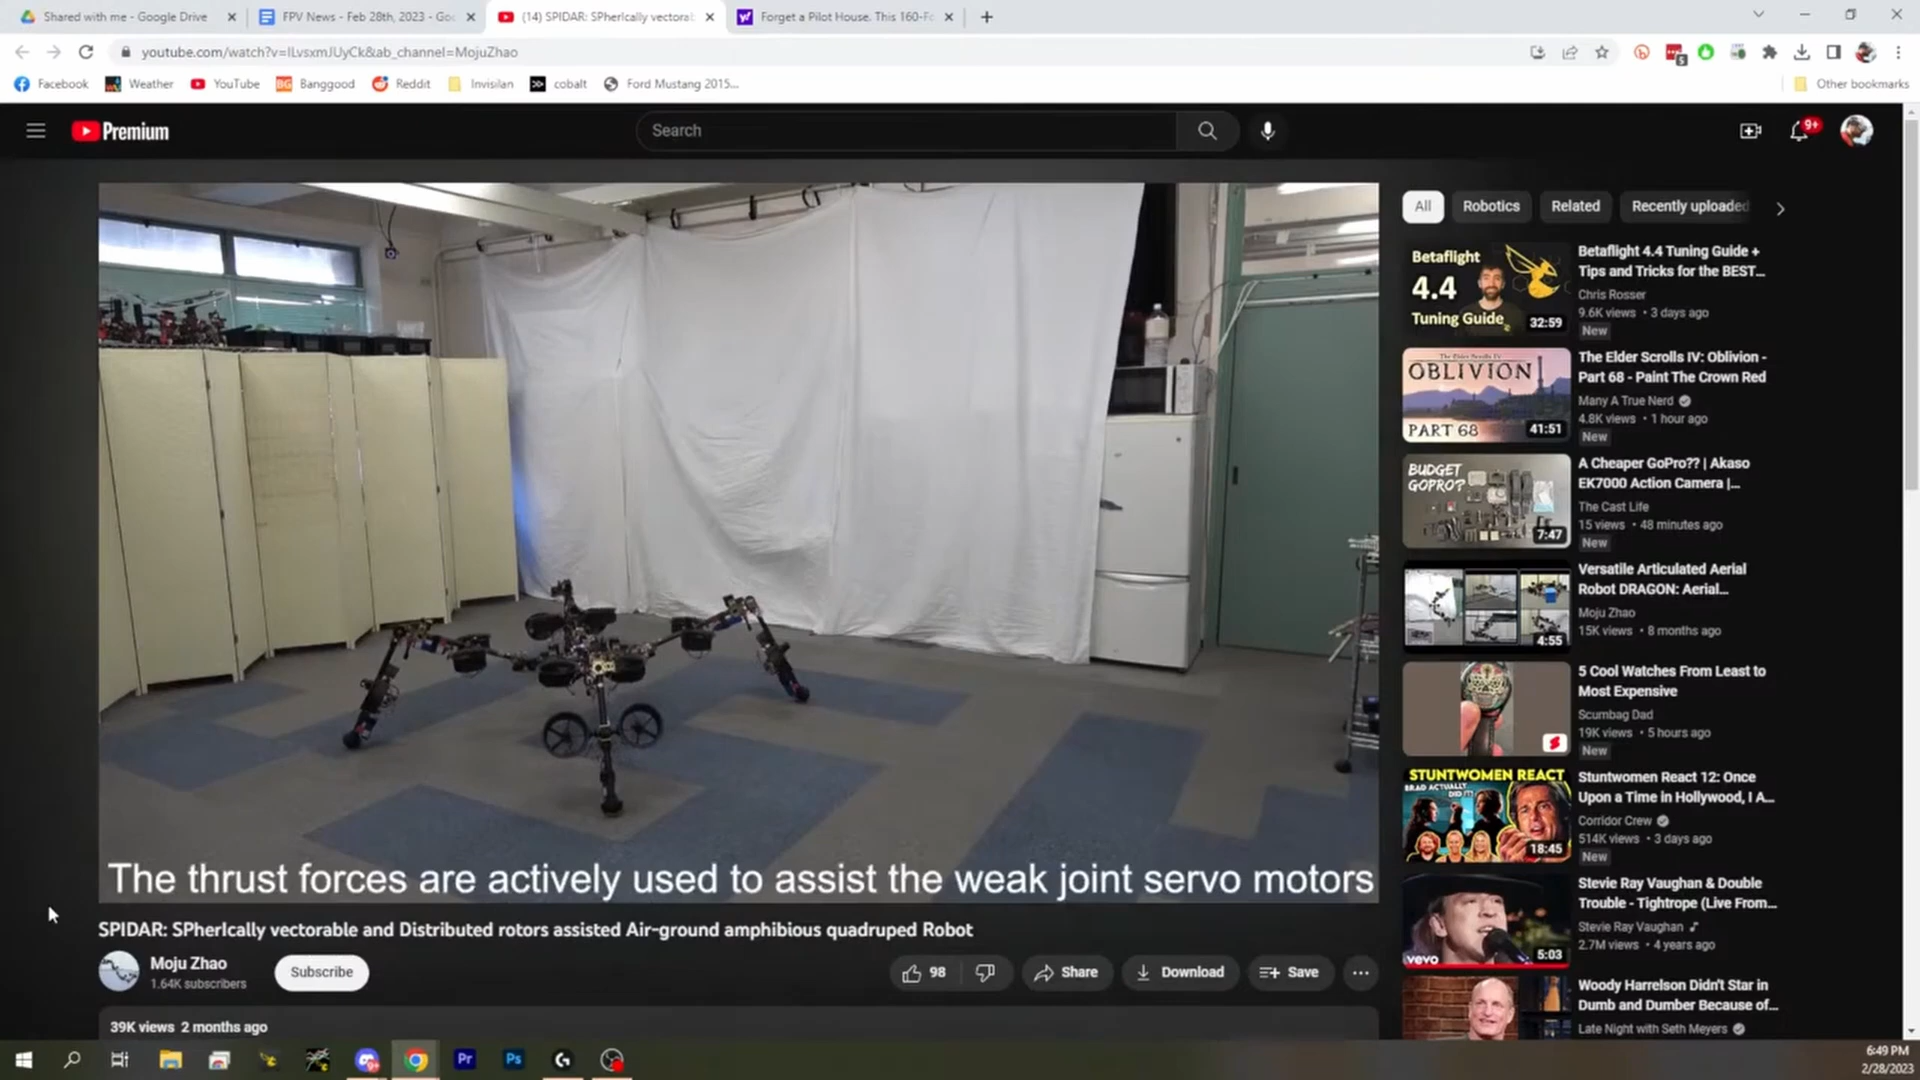 Shared with me - Google Drive
FPV News - Feb 28th, 2023 - Goo
(14) SPIDAR: SPherIcally vectorab
Forget a Pilot House. This 160-Fo
youtube.com/watch?v=ILvsxmJUyCk&ab_channel=MojuZhao
5
Facebook
Weather
YouTube
BG
Banggood
Reddit
Invisilan
cobalt
Ford Mustang 2015...
Other bookmarks
Premium
Search
9+
All
Robotics
Related
Recently uploaded
Betaflight
4.4
Tuning Guide
32:59
Betaflight 4.4 Tuning Guide +
Tips and Tricks for the BEST...
Chris Rosser
9.6K views • 3 days ago
New
The Elder Scrolls IV:
OBLIVION
PART 68
41:51
The Elder Scrolls IV: Oblivion -
Part 68 - Paint The Crown Red
Many A True Nerd
4.8K views • 1 hour ago
New
BUDGET
GOPRO?
7:47
A Cheaper GoPro?? | Akaso
EK7000 Action Camera |...
The Cast Life
15 views • 48 minutes ago
New
4:55
Versatile Articulated Aerial
Robot DRAGON: Aerial...
Moju Zhao
15K views • 8 months ago
5 Cool Watches From Least to
Most Expensive
Scumbag Dad
19K views • 5 hours ago
New
STUNTWOMEN REACT
BRAD ACTUALLY
DID IT!
18:45
Stuntwomen React 12: Once
Upon a Time in Hollywood, I A...
Corridor Crew
514K views • 3 days ago
New
vevo
5:03
Stevie Ray Vaughan & Double
Trouble - Tightrope (Live From...
Stevie Ray Vaughan
2.7M views • 4 years ago
Woody Harrelson Didn't Star in
Dumb and Dumber Because of...
Late Night with Seth Meyers
The thrust forces are actively used to assist the weak joint servo motors
SPIDAR: SPherIcally vectorable and Distributed rotors assisted Air-ground amphibious quadruped Robot
Moju Zhao
1.64K subscribers
Subscribe
98
Share
Download
Save
39K views 2 months ago
Pr
Ps
6:49 PM
2/28/2023